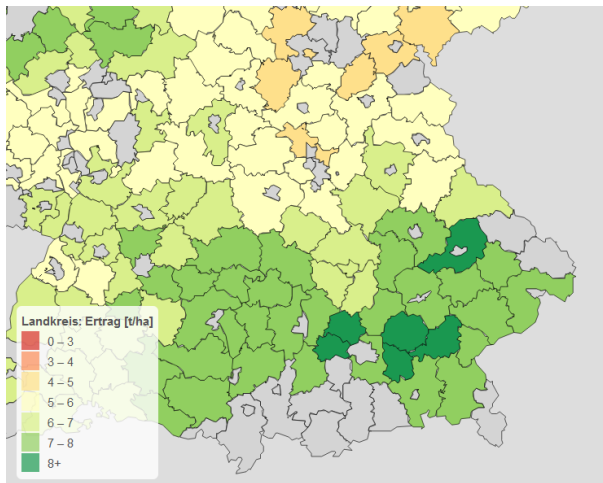 Landkreis: Ertrag [t/ha]
0 – 3
3 – 4
4 – 5
5 – 6
6 – 7
7 – 8
8+